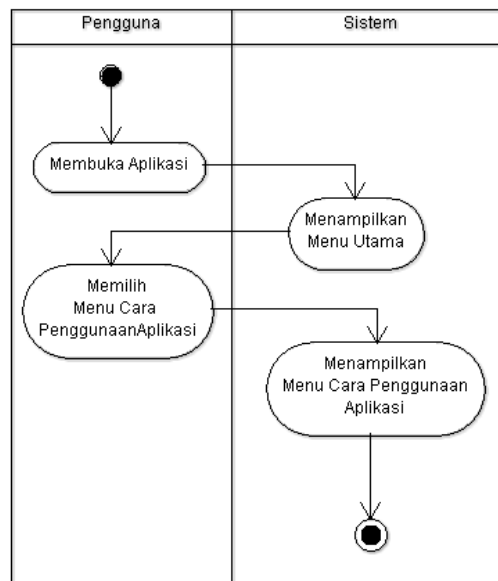 Pengguna
Sistem
Membuka Aplikasi
Menampilkan
Menu Utama
Memilih
Menu Cara
PenggunaanAplikasi
Menampilkan
Menu Cara Penggunaan
Aplikasi